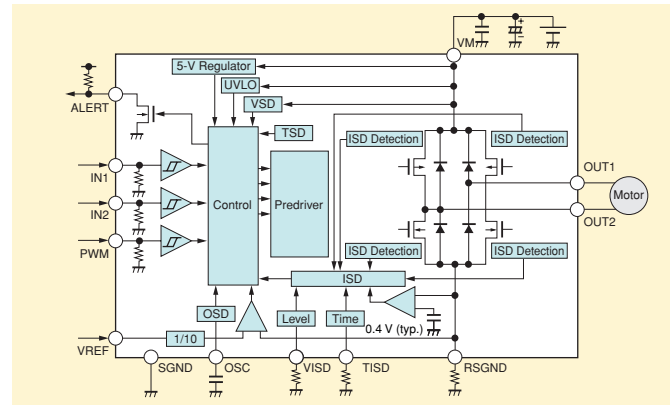 VM
5-V Regulator
UVLO
ALERT
VSD
TSD
ISD Detection
ISD Detection
OUT1
IN1
Motor
IN2
Control
Predriver
OUT2
PWM
ISD Detection
ISD Detection
ISD
OSD
Level
Time
0.4 V (typ.)
1/10
VREF
SGND
OSC
VISD
TISD
RSGND